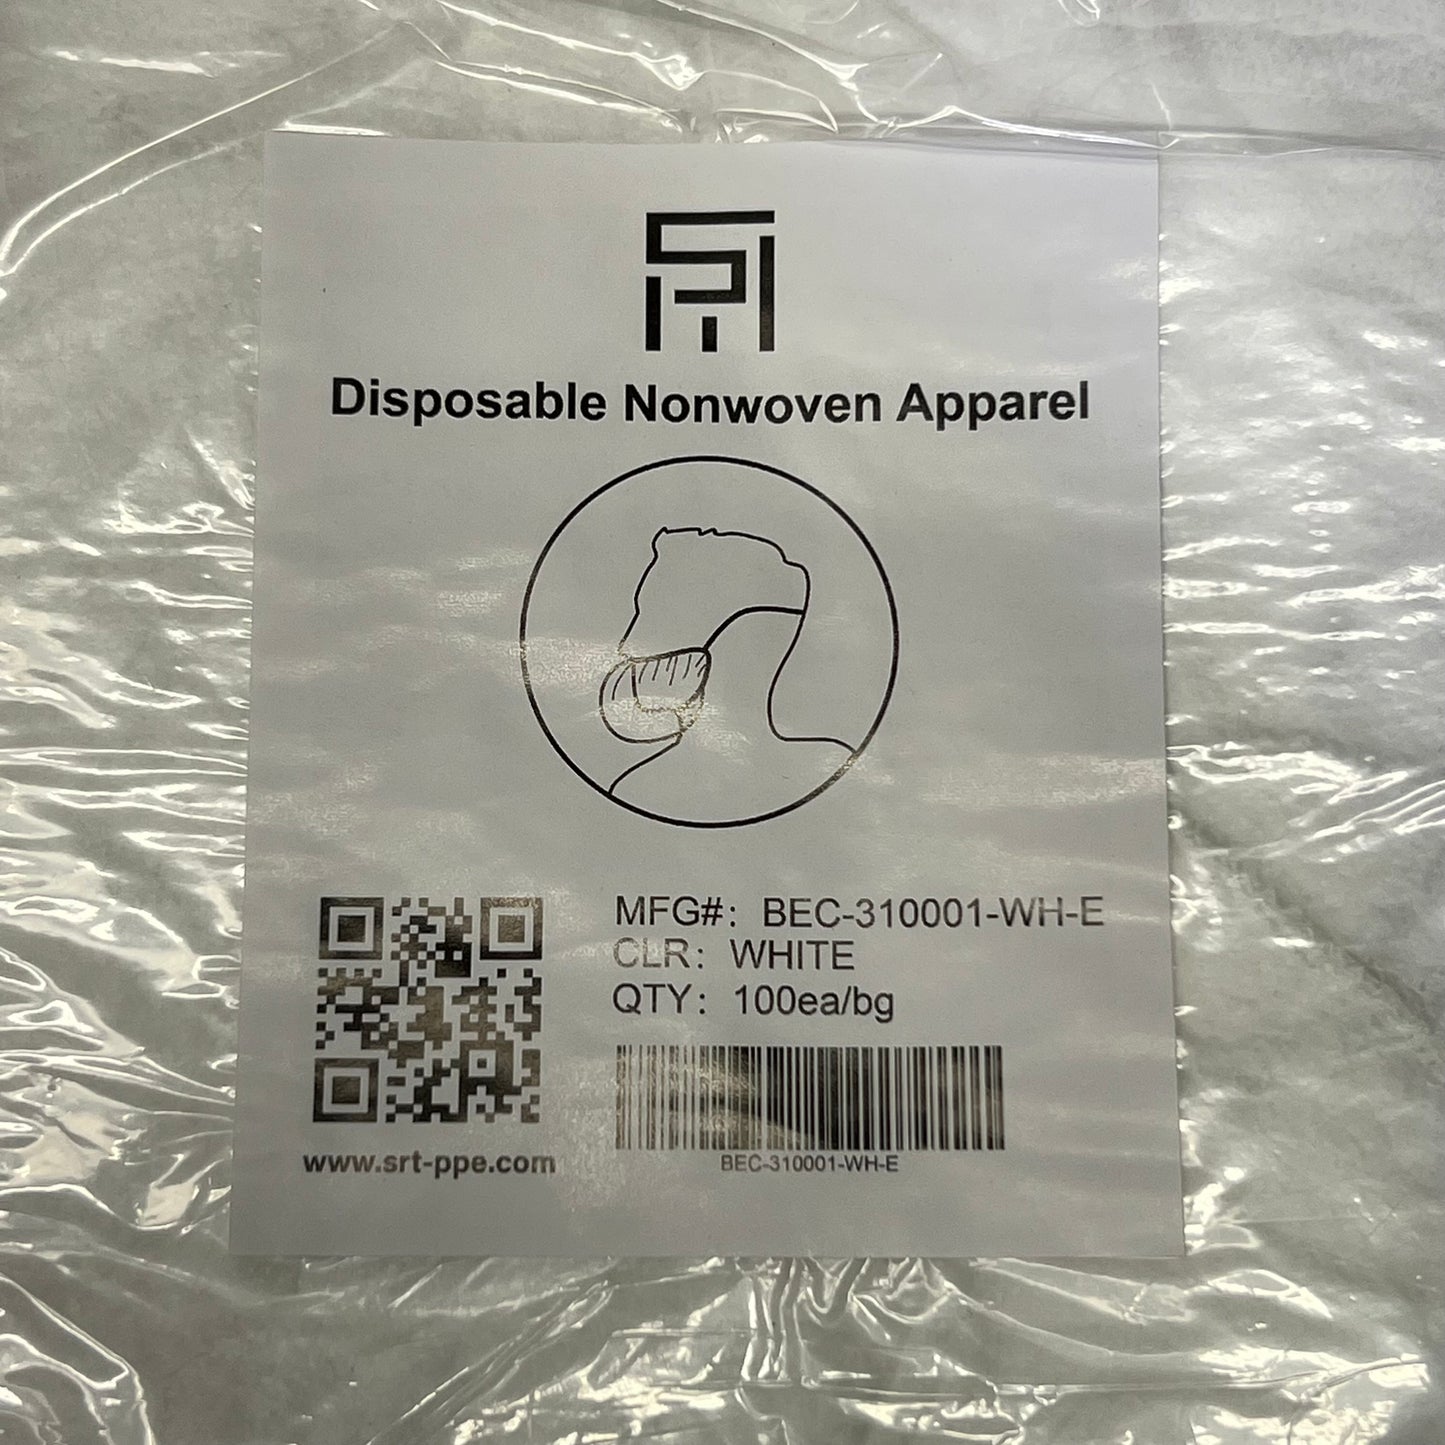 SRT
Disposable Nonwoven Apparel
MFG#: BEC-310001-WH-E
CLR: WHITE
QTY: 100ea/bg
BEC-310001-WH-E
www.srt-ppe.com